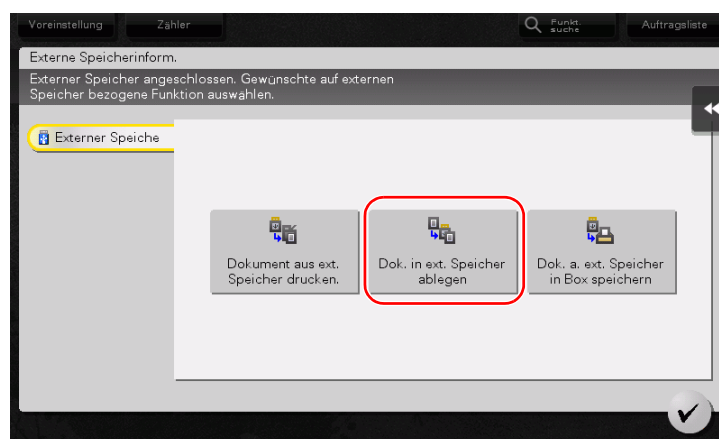 Voreinstellung
Zähler
Funkt.
suche
Auftragsliste
Externe Speicherinform.
Externer Speicher angeschlossen. Gewünschte auf externen
Speicher bezogene Funktion auswählen.
Externer Speiche
Dokument aus ext.
Speicher drucken.
Dok. in ext. Speicher
ablegen
Dok. a. ext. Speicher
in Box speichern